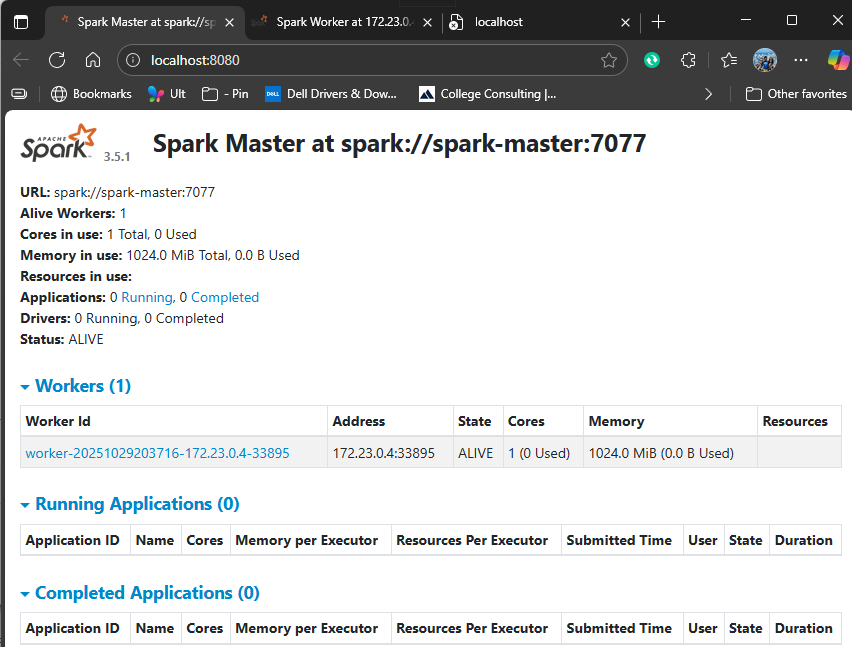 Spark Master at spark://sp
Spark Worker at 172.23.0.
localhost
localhost:8080
Bookmarks
Ult
- Pin
DELL
Dell Drivers & Dow...
College Consulting |...
Other favorites
APACHE
Spark
3.5.1
Spark Master at spark://spark-master:7077
URL: spark://spark-master:7077
Alive Workers: 1
Cores in use: 1 Total, 0 Used
Memory in use: 1024.0 MiB Total, 0.0 B Used
Resources in use:
Applications: 0 Running, 0 Completed
Drivers: 0 Running, 0 Completed
Status: ALIVE
Workers (1)
Worker Id Address State Cores Memory Resources
worker-20251029203716-172.23.0.4-33895 172.23.0.4:33895 ALIVE 1 (0 Used) 1024.0 MiB (0.0 B Used)
Running Applications (0)
Application ID Name Cores Memory per Executor Resources Per Executor Submitted Time User State Duration
Completed Applications (0)
Application ID Name Cores Memory per Executor Resources Per Executor Submitted Time User State Duration